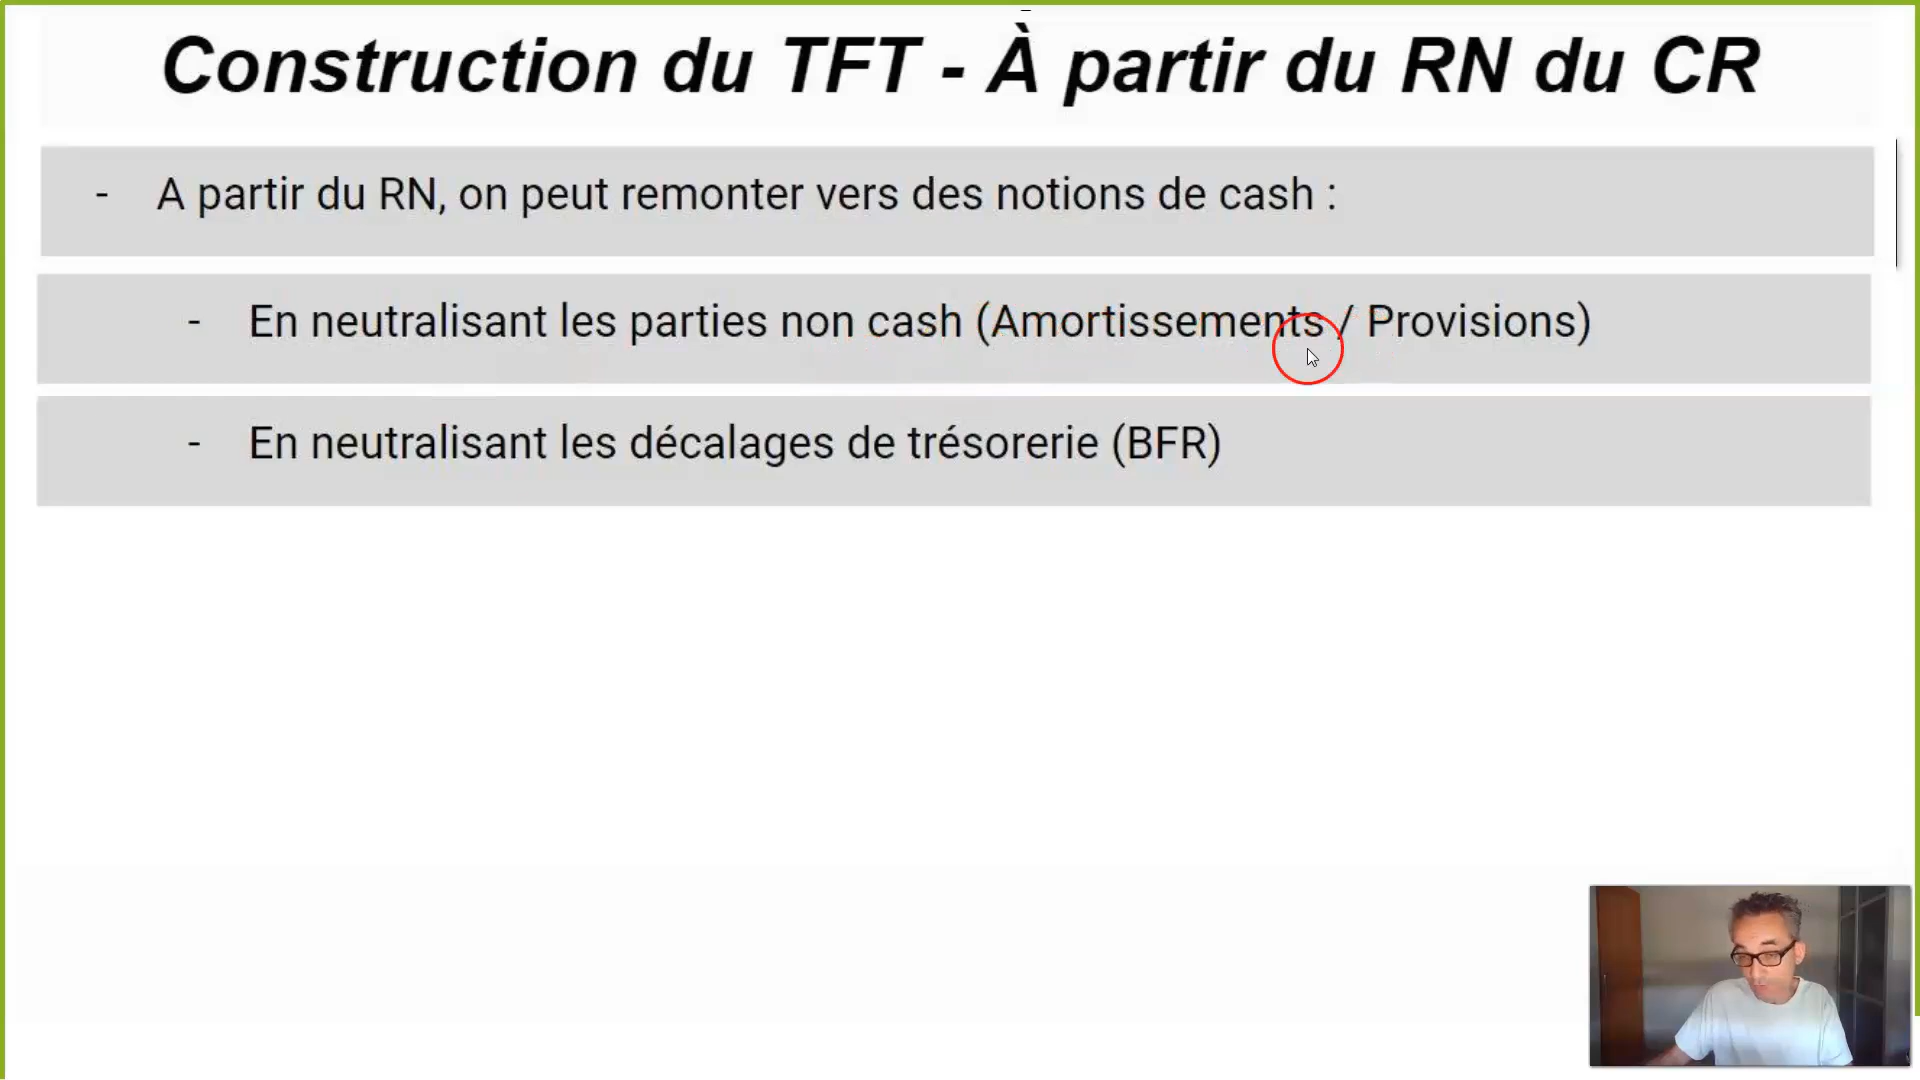 Construction du TFT - À partir du RN du CR
- A partir du RN, on peut remonter vers des notions de cash :
- En neutralisant les parties non cash (Amortissements / Provisions)
- En neutralisant les décalages de trésorerie (BFR)